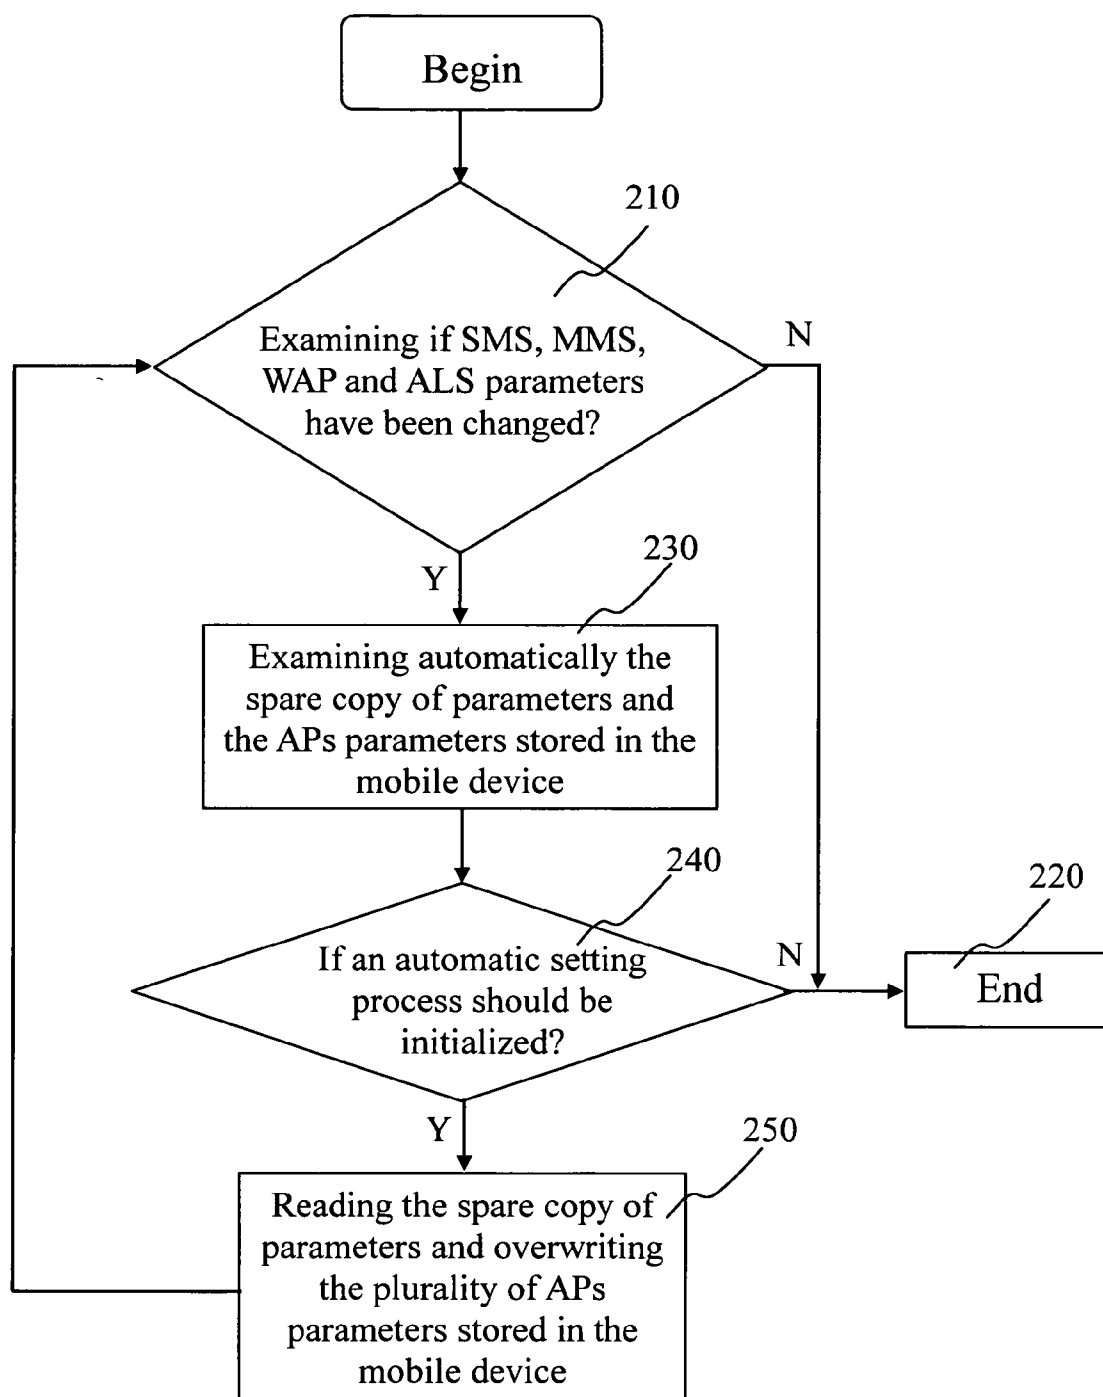 Begin
210
Examining if SMS, MMS,
WAP and ALS parameters
have been changed?
N
Y
230
Examining automatically the
spare copy of parameters and
the APs parameters stored in the
mobile device
240
If an automatic setting
process should be
initialized?
N
220
End
Y
250
Reading the spare copy of
parameters and overwriting
the plurality of APs
parameters stored in the
mobile device